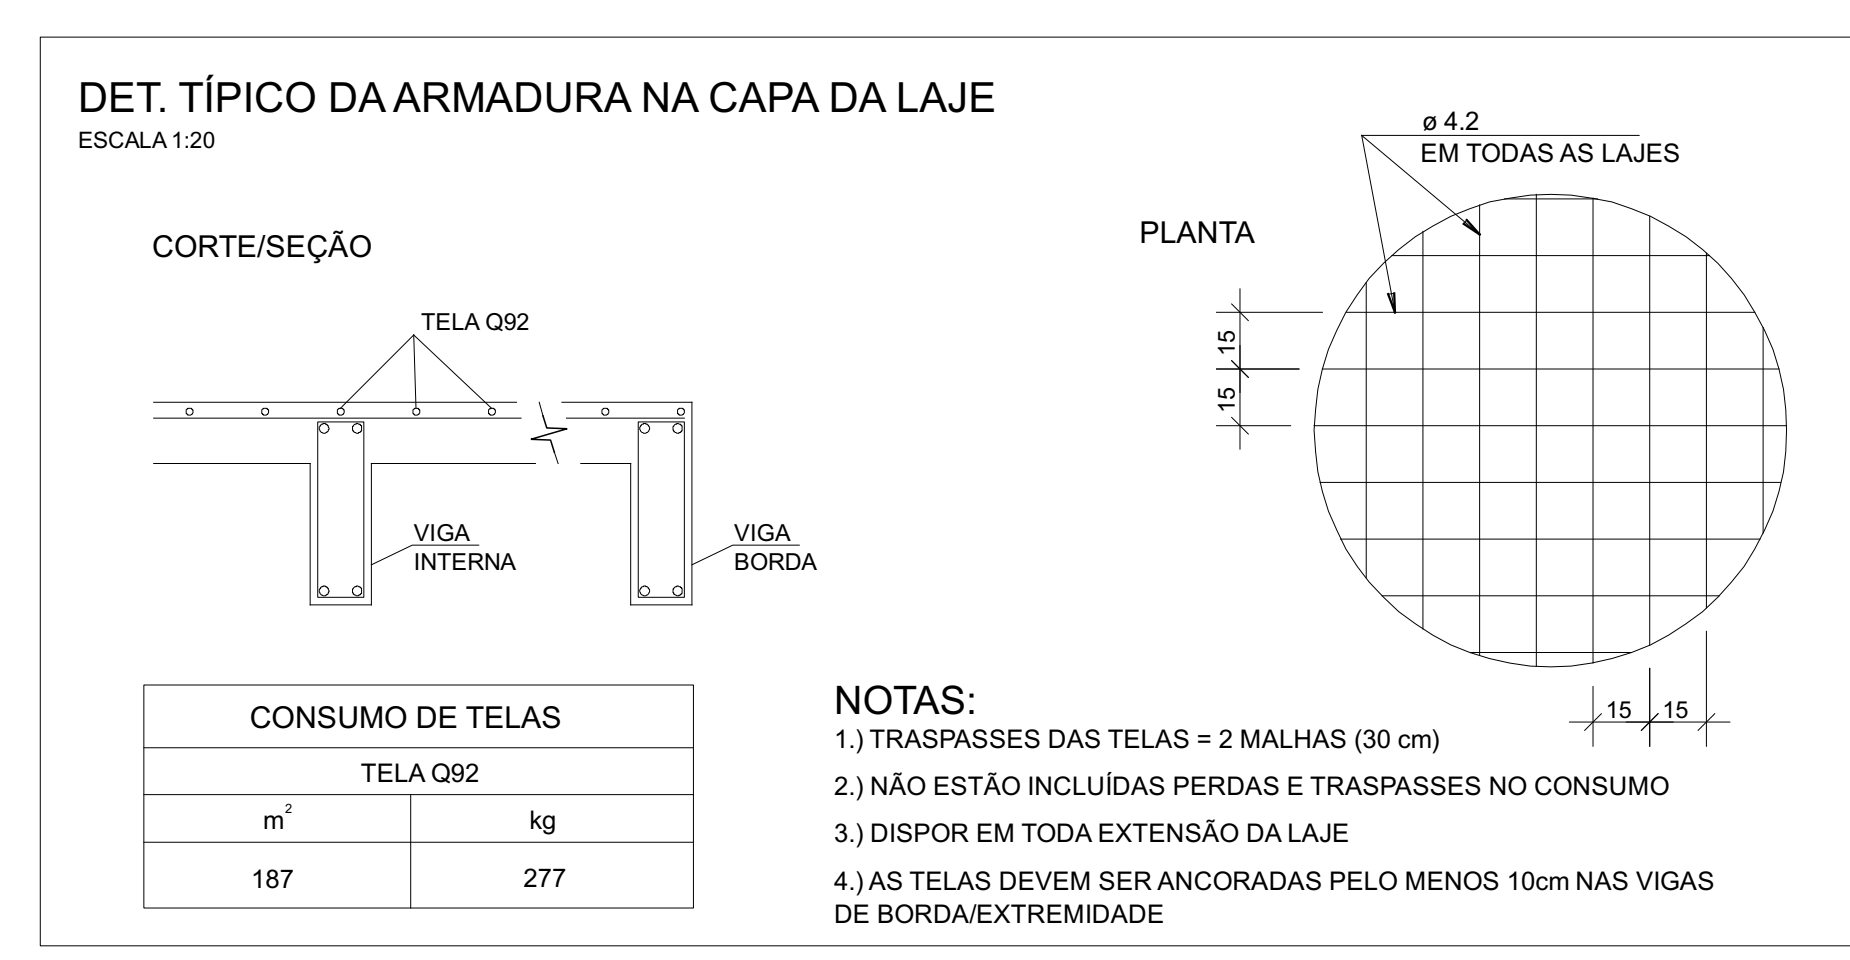 DET. TÍPICO DA ARMADURA NA CAPA DA LAJE
ESCALA 1:20
ø 4.2
EM TODAS AS LAJES
CORTE/SEÇÃO
PLANTA
TELA Q92
15
15
VIGA
INTERNA
VIGA
BORDA
15 15
CONSUMO DE TELAS
TELA Q92
m² kg
187 277
NOTAS:
1.) TRASPASSES DAS TELAS = 2 MALHAS (30 cm)
2.) NÃO ESTÃO INCLUÍDAS PERDAS E TRASPASSES NO CONSUMO
3.) DISPOR EM TODA EXTENSÃO DA LAJE
4.) AS TELAS DEVEM SER ANCORADAS PELO MENOS 10cm NAS VIGAS
DE BORDA/EXTREMIDADE